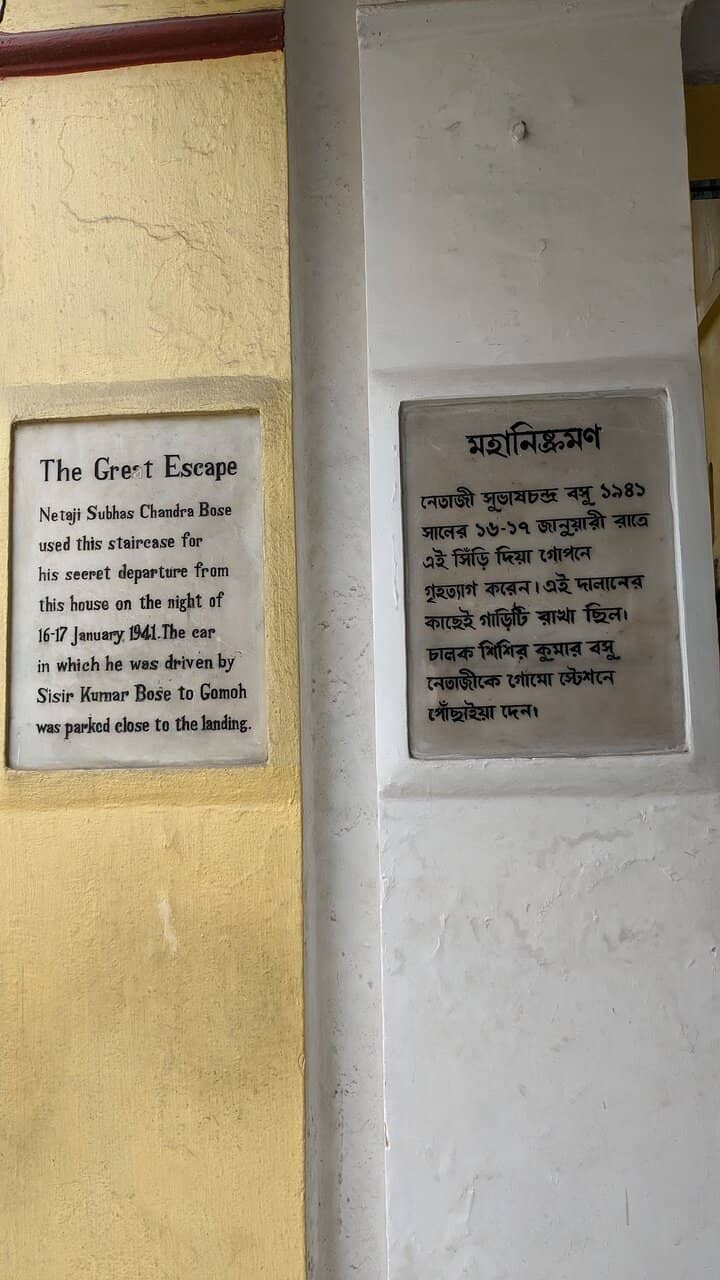 The Great Escape
Netaji Subhas Chandra Bose
used this staircase for
his secret departure from
this house on the night of
16-17 January, 1941. The car
in which he was driven by
Sisir Kumar Bose to Gomoh
was parked close to the landing.
মহানিষ্ক্রমণ
নেতাজী সুভাষচন্দ্র বসু ১৯৪১
সালের ১৬-১৭ জানুয়ারী রাত্রে
এই সিঁড়ি দিয়া গোপনে
গৃহত্যাগ করেন। এই দালানের
কাছেই গাড়িটি রাখা ছিল।
চালক শিশির কুমার বসু
নেতাজীকে গোমো স্টেশনে
পৌঁছাইয়া দেন।